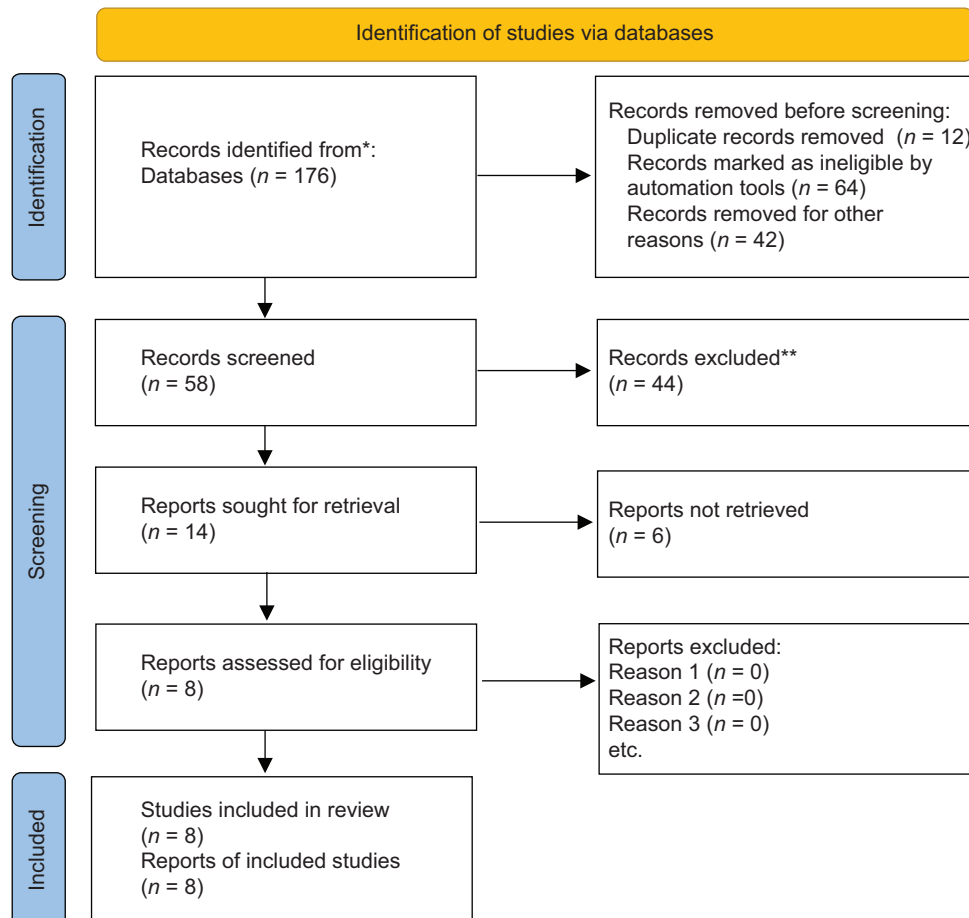 Identification of studies via databases
Identification
Records identified from*:
Databases (n = 176)
Records removed before screening:
Duplicate records removed (n = 12)
Records marked as ineligible by
automation tools (n = 64)
Records removed for other
reasons (n = 42)
Screening
Records screened
(n = 58)
Records excluded**
(n = 44)
Reports sought for retrieval
(n = 14)
Reports not retrieved
(n = 6)
Reports assessed for eligibility
(n = 8)
Reports excluded:
Reason 1 (n = 0)
Reason 2 (n =0)
Reason 3 (n = 0)
etc.
Included
Studies included in review
(n = 8)
Reports of included studies
(n = 8)